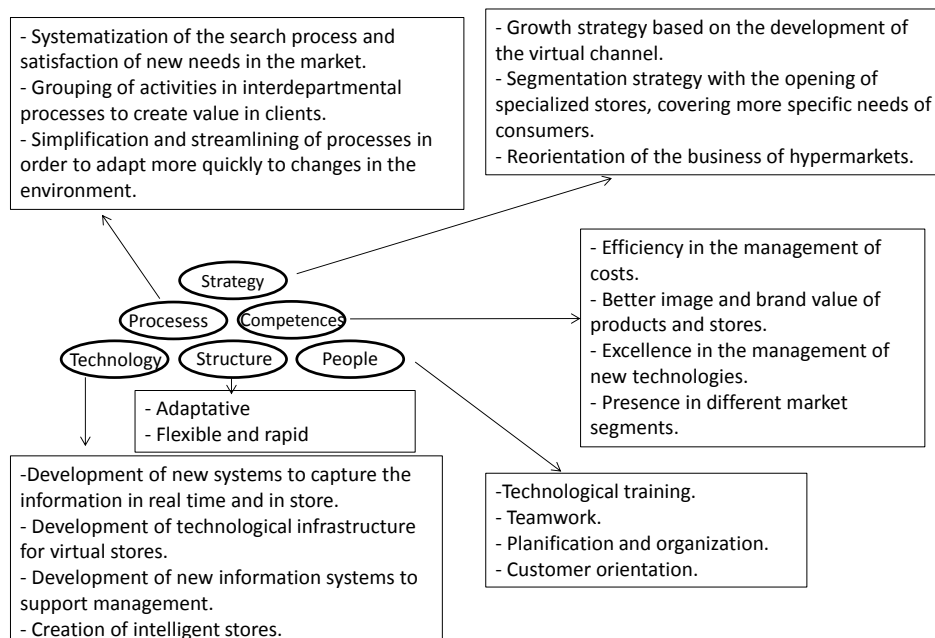 - Systematization of the search process and
satisfaction of new needs in the market.
- Grouping of activities in interdepartmental
processes to create value in clients.
- Simplification and streamlining of processes in
order to adapt more quickly to changes in the
environment.
- Growth strategy based on the development of
the virtual channel.
- Segmentation strategy with the opening of
specialized stores, covering more specific needs of
consumers.
- Reorientation of the business of hypermarkets.
Strategy
Procesess
Competences
Technology
Structure
People
- Efficiency in the management of
costs.
- Better image and brand value of
products and stores.
- Excellence in the management of
new technologies.
- Presence in different market
segments.
- Adaptative
- Flexible and rapid
-Development of new systems to capture the
information in real time and in store.
- Development of technological infrastructure
for virtual stores.
- Development of new information systems to
support management.
- Creation of intelligent stores.
-Technological training.
- Teamwork.
- Planification and organization.
- Customer orientation.